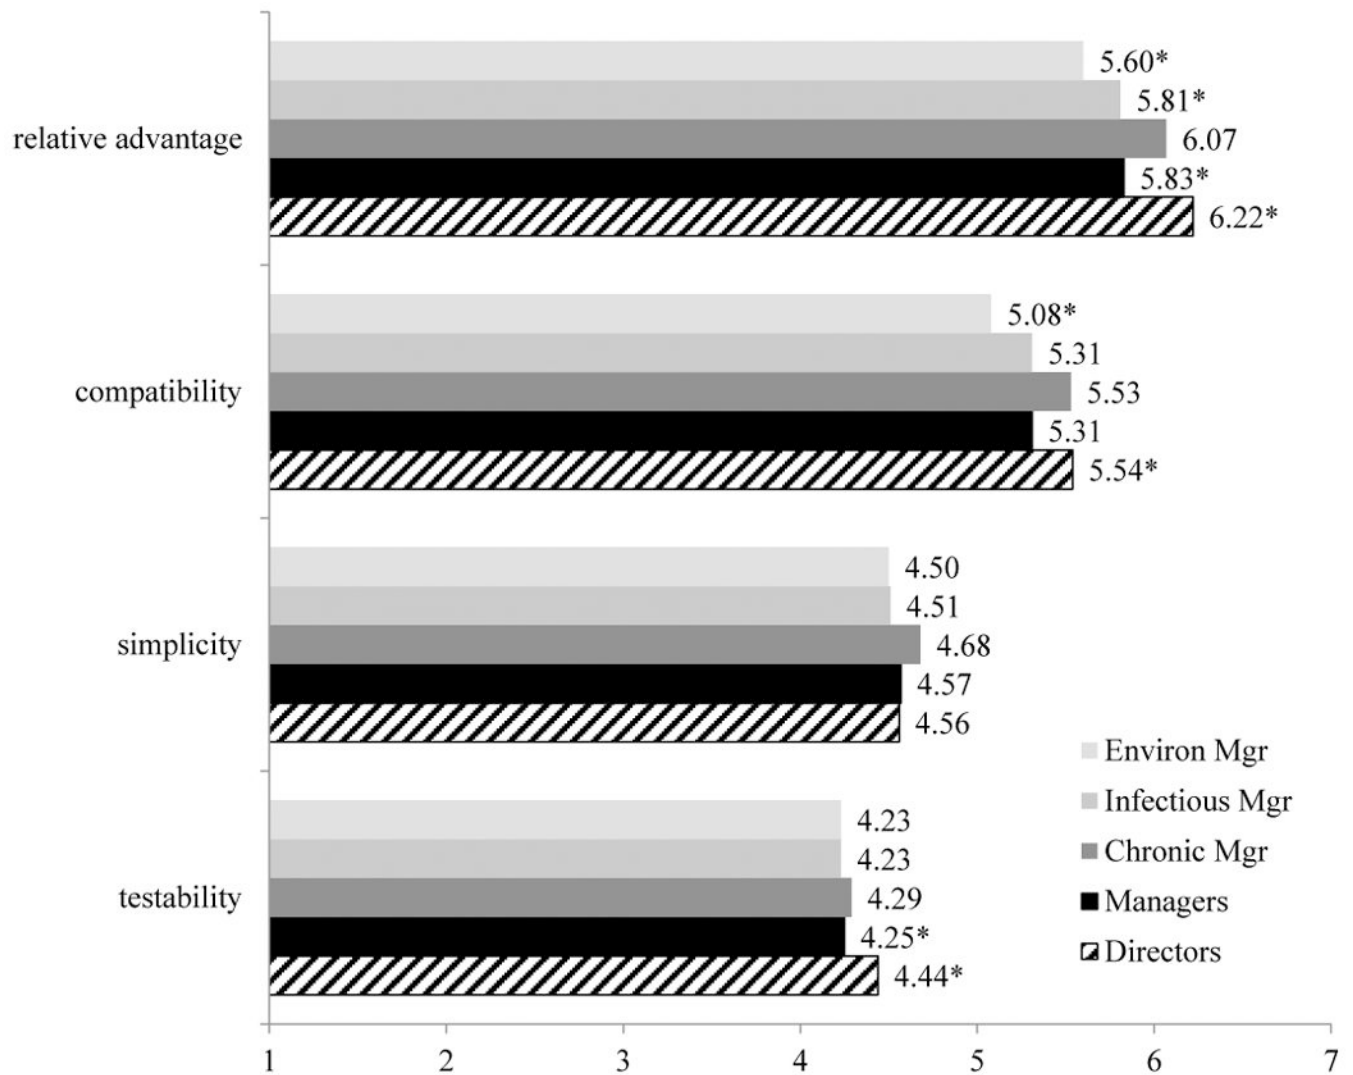 relative advantage
5.60*
5.81*
6.07
5.83*
6.22*
compatibility
5.08*
5.31
5.53
5.31
5.54*
simplicity
4.50
4.51
4.68
4.57
4.56
testability
4.23
4.23
4.29
4.25*
4.44*
Environ Mgr
Infectious Mgr
Chronic Mgr
Managers
Directors
1 2 3 4 5 6 7